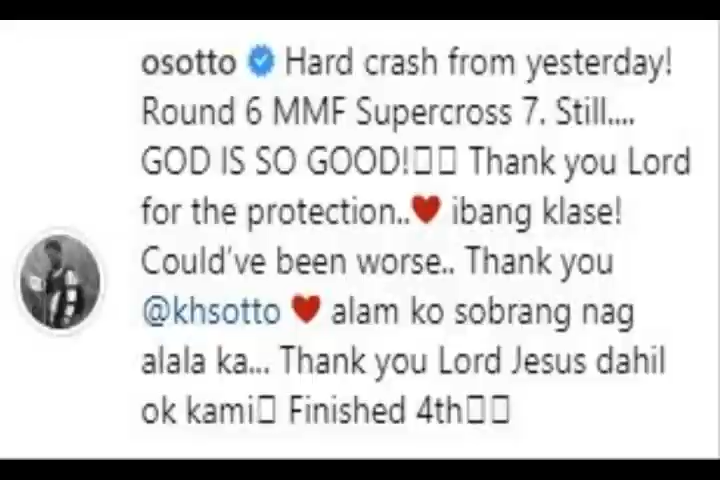 osotto Hard crash from yesterday!
Round 6 MMF Supercross 7. Still....
GOD IS SO GOOD!▯▯ Thank you Lord
for the protection..♥ ibang klase!
Could've been worse.. Thank you
@khsotto ♥ alam ko sobrang nag
alala ka... Thank you Lord Jesus dahil
ok kami▯ Finished 4th▯▯